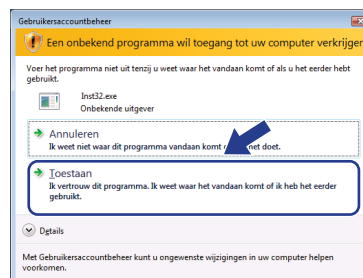 Gebruikersaccountbeheer
Een onbekend programma wil toegang tot uw computer verkrijgen
Voer het programma niet uit tenzij u weet waar het vandaan komt of als u het eerder hebt
gebruikt.
Inst32.exe
Onbekende uitgever
Annuleren
Ik weet niet waar dit programma vandaan komt net doet.
Toestaan
Ik vertrouw dit programma. Ik weet waar het vandaan komt of ik heb het eerder
gebruikt.
Details
Met Gebruikersaccountbeheer kunt u ongewenste wijzigingen in uw computer helpen
voorkomen.